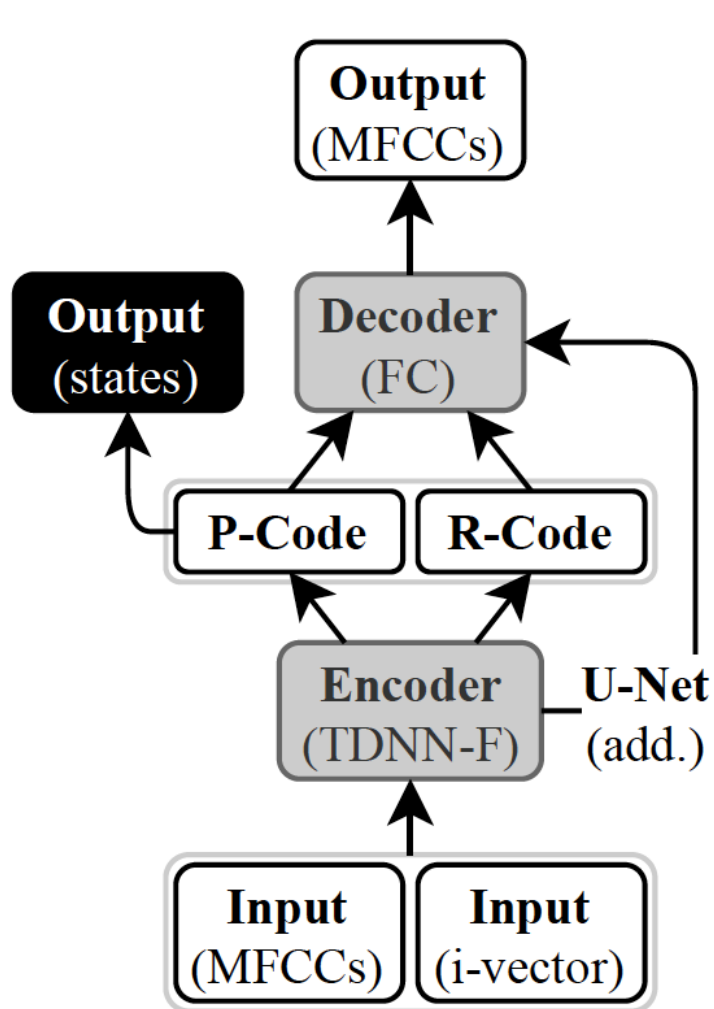 Output
(MFCCs)
Output
(states)
Decoder
(FC)
P-Code
R-Code
Encoder
(TDNN-F)
U-Net
(add.)
Input
(MFCCs)
Input
(i-vector)